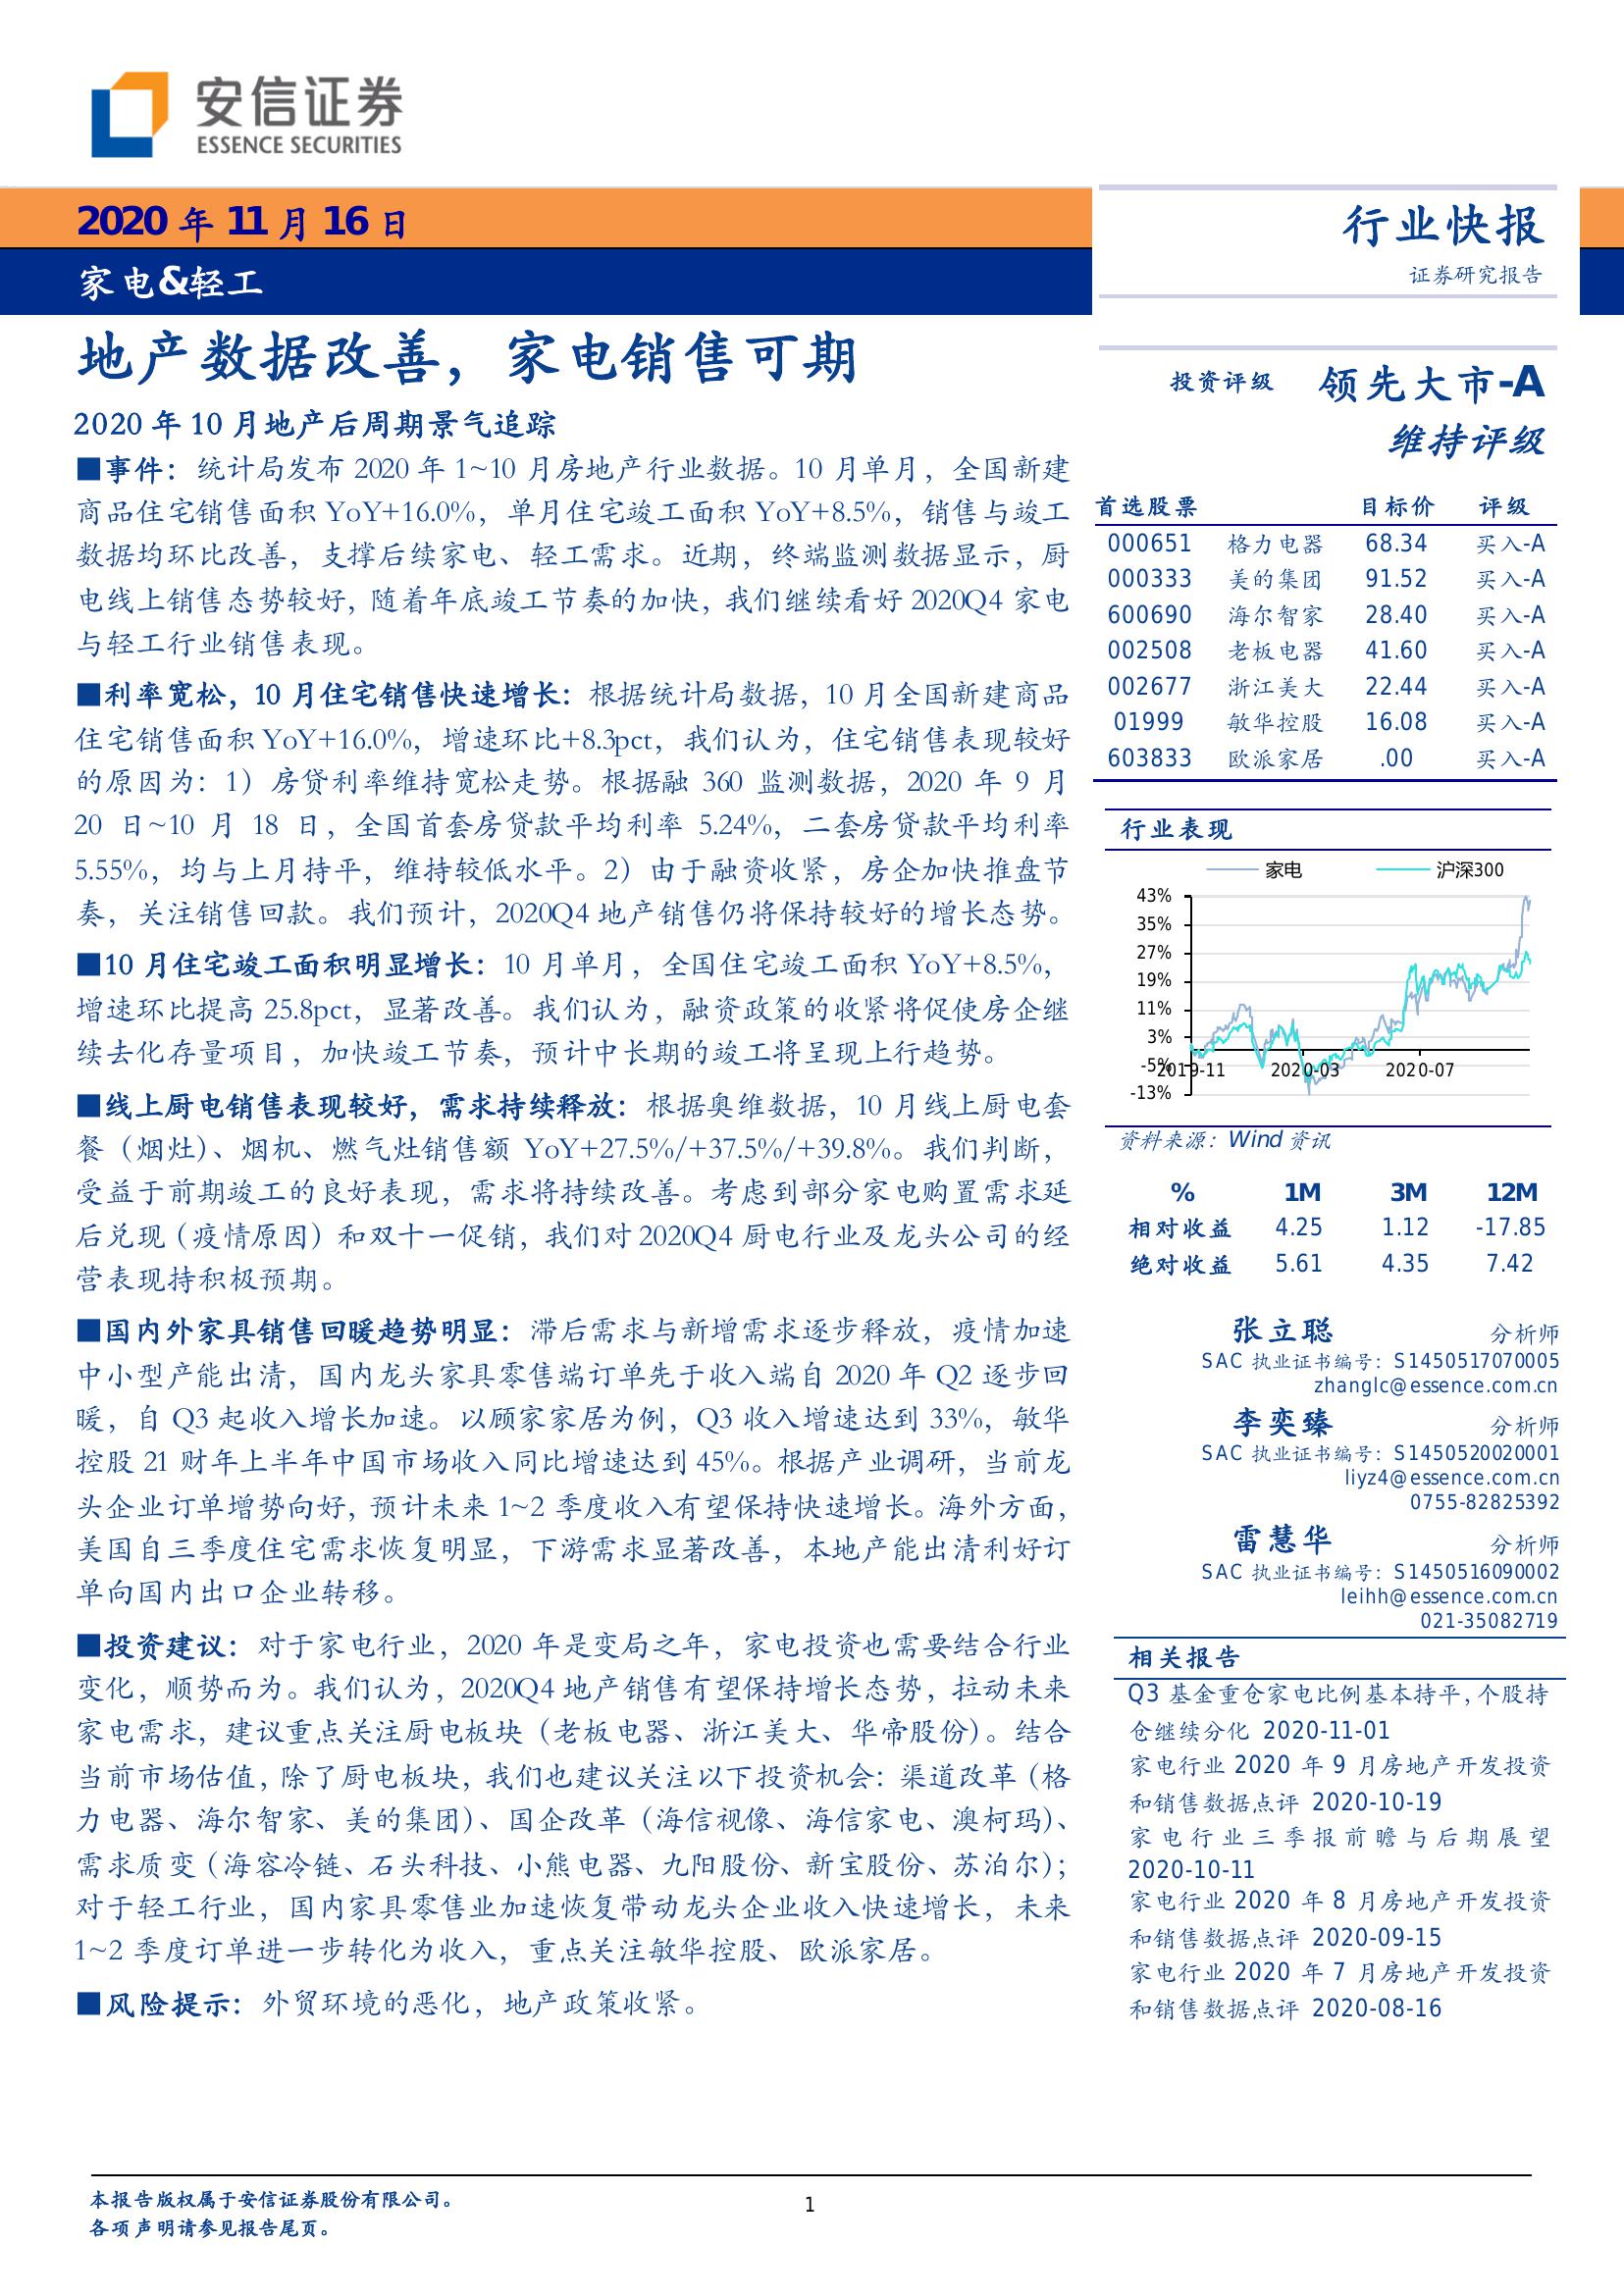 安信证券
ESSENCE SECURITIES
2020 年 11 月 16 日
家电&轻工
行业快报
证券研究报告
地产数据改善，家电销售可期
2020 年 10 月地产后周期景气追踪
■事件：统计局发布 2020 年 1~10 月房地产行业数据。10 月单月，全国新建
商品住宅销售面积 YoY+16.0%，单月住宅竣工面积 YoY+8.5%，销售与竣工
数据均环比改善，支撑后续家电、轻工需求。近期，终端监测数据显示，厨
电线上销售态势较好，随着年底竣工节奏的加快，我们继续看好 2020Q4 家电
与轻工行业销售表现。
■利率宽松，10 月住宅销售快速增长：根据统计局数据，10 月全国新建商品
住宅销售面积 YoY+16.0%，增速环比+8.3pct，我们认为，住宅销售表现较好
的原因为：1）房贷利率维持宽松走势。根据融 360 监测数据，2020 年 9 月
20 日~10 月 18 日，全国首套房贷款平均利率 5.24%，二套房贷款平均利率
5.55%，均与上月持平，维持较低水平。2）由于融资收紧，房企加快推盘节
奏，关注销售回款。我们预计，2020Q4 地产销售仍将保持较好的增长态势。
■10 月住宅竣工面积明显增长：10 月单月，全国住宅竣工面积 YoY+8.5%，
增速环比提高 25.8pct，显著改善。我们认为，融资政策的收紧将促使房企继
续去化存量项目，加快竣工节奏，预计中长期的竣工将呈现上行趋势。
■线上厨电销售表现较好，需求持续释放：根据奥维数据，10 月线上厨电套
餐（烟灶）、烟机、燃气灶销售额 YoY+27.5%/+37.5%/+39.8%。我们判断，
受益于前期竣工的良好表现，需求将持续改善。考虑到部分家电购置需求延
后兑现（疫情原因）和双十一促销，我们对 2020Q4 厨电行业及龙头公司的经
营表现持积极预期。
■国内外家具销售回暖趋势明显：滞后需求与新增需求逐步释放，疫情加速
中小型产能出清，国内龙头家具零售端订单先于收入端自 2020 年 Q2 逐步回
暖，自 Q3 起收入增长加速。以顾家家居为例，Q3 收入增速达到 33%，敏华
控股 21 财年上半年中国市场收入同比增速达到 45%。根据产业调研，当前龙
头企业订单增势向好，预计未来 1~2 季度收入有望保持快速增长。海外方面，
美国自三季度住宅需求恢复明显，下游需求显著改善，本地产能出清利好订
单向国内出口企业转移。
■投资建议：对于家电行业，2020 年是变局之年，家电投资也需要结合行业
变化，顺势而为。我们认为，2020Q4 地产销售有望保持增长态势，拉动未来
家电需求，建议重点关注厨电板块（老板电器、浙江美大、华帝股份）。结合
当前市场估值，除了厨电板块，我们也建议关注以下投资机会：渠道改革（格
力电器、海尔智家、美的集团）、国企改革（海信视像、海信家电、澳柯玛）、
需求质变（海容冷链、石头科技、小熊电器、九阳股份、新宝股份、苏泊尔）；
对于轻工行业，国内家具零售业加速恢复带动龙头企业收入快速增长，未来
1~2 季度订单进一步转化为收入，重点关注敏华控股、欧派家居。
■风险提示：外贸环境的恶化，地产政策收紧。
投资评级 领先大市-A
维持评级
首选股票 目标价 评级
000651 格力电器 68.34 买入-A
000333 美的集团 91.52 买入-A
600690 海尔智家 28.40 买入-A
002508 老板电器 41.60 买入-A
002677 浙江美大 22.44 买入-A
01999 敏华控股 16.08 买入-A
603833 欧派家居 .00 买入-A
行业表现
家电 沪深300
43%
35%
27%
19%
11%
3%
-5%
-13%
2019-11 2020-03 2020-07
资料来源：Wind 资讯
% 1M 3M 12M
相对收益 4.25 1.12 -17.85
绝对收益 5.61 4.35 7.42
张立聪 分析师
SAC 执业证书编号：S1450517070005
zhanglc@essence.com.cn
李奕臻 分析师
SAC 执业证书编号：S1450520020001
liyz4@essence.com.cn
0755-82825392
雷慧华 分析师
SAC 执业证书编号：S1450516090002
leihh@essence.com.cn
021-35082719
相关报告
Q3 基金重仓家电比例基本持平，个股持
仓继续分化 2020-11-01
家电行业 2020 年 9 月房地产开发投资
和销售数据点评 2020-10-19
家电行业三季报前瞻与后期展望
2020-10-11
家电行业 2020 年 8 月房地产开发投资
和销售数据点评 2020-09-15
家电行业 2020 年 7 月房地产开发投资
和销售数据点评 2020-08-16
本报告版权属于安信证券股份有限公司。
各项声明请参见报告尾页。
1